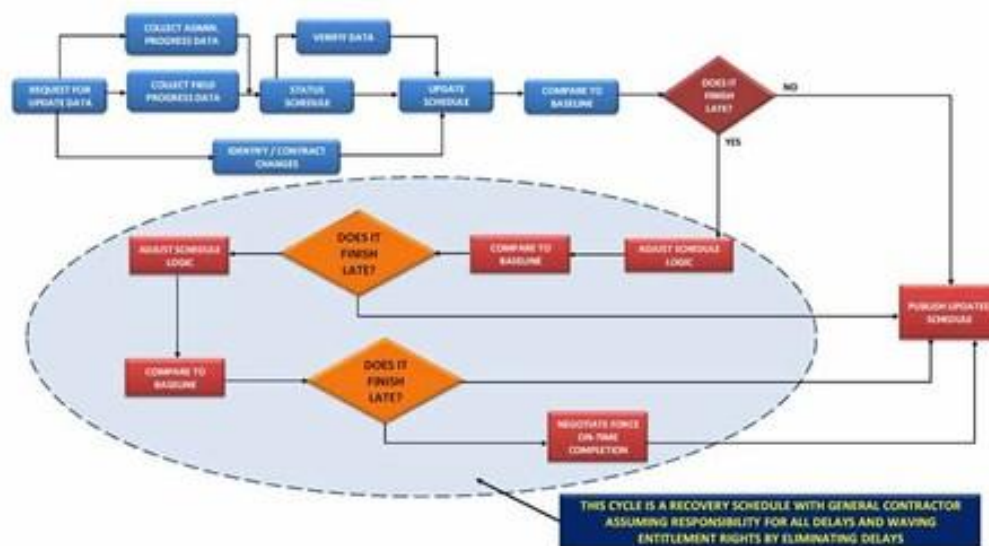 COLLECT ADMIN.
PROGRESS DATA
VERIFY DATA
REQUEST FOR
UPDATE DATA
COLLECT FIELD
PROGRESS DATA
STATUS
SCHEDULE
UPDATE
SCHEDULE
COMPARE TO
BASELINE
DOES IT
FINISH
LATE?
NO
YES
IDENTIFY / CONTRACT
CHANGES
ADJUST SCHEDULE
LOGIC
DOES IT
FINISH
LATE?
COMPARE TO
BASELINE
ADJUST SCHEDULE
LOGIC
PUBLISH UPDATED
SCHEDULE
COMPARE TO
BASELINE
DOES IT
FINISH
LATE?
NEGOTIATE FORCE
ON-TIME
COMPLETION
THIS CYCLE IS A RECOVERY SCHEDULE WITH GENERAL CONTRACTOR
ASSUMING RESPONSIBILITY FOR ALL DELAYS AND WAVING
ENTITLEMENT RIGHTS BY ELIMINATING DELAYS